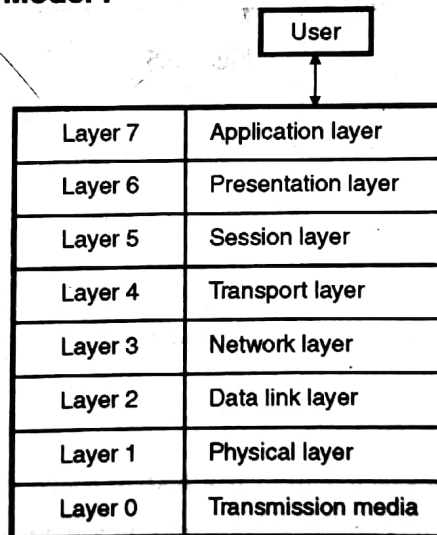 Model :
User
Layer 7 Application layer
Layer 6 Presentation layer
Layer 5 Session layer
Layer 4 Transport layer
Layer 3 Network layer
Layer 2 Data link layer
Layer 1 Physical layer
Layer 0 Transmission media